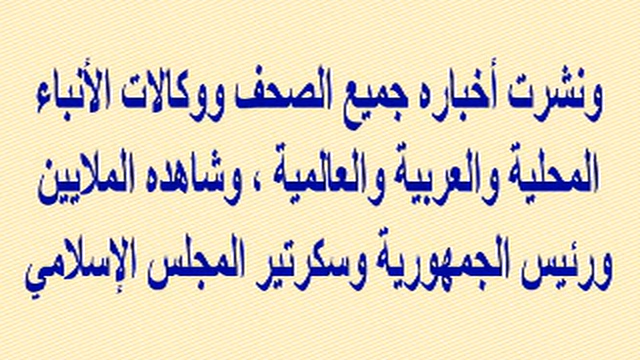 ونشرت أخباره جميع الصحف ووكالات الأنباء
المحلية والعربية والعالمية ، وشاهده الملايين
ورئيس الجمهورية وسكرتير المجلس الإسلامي